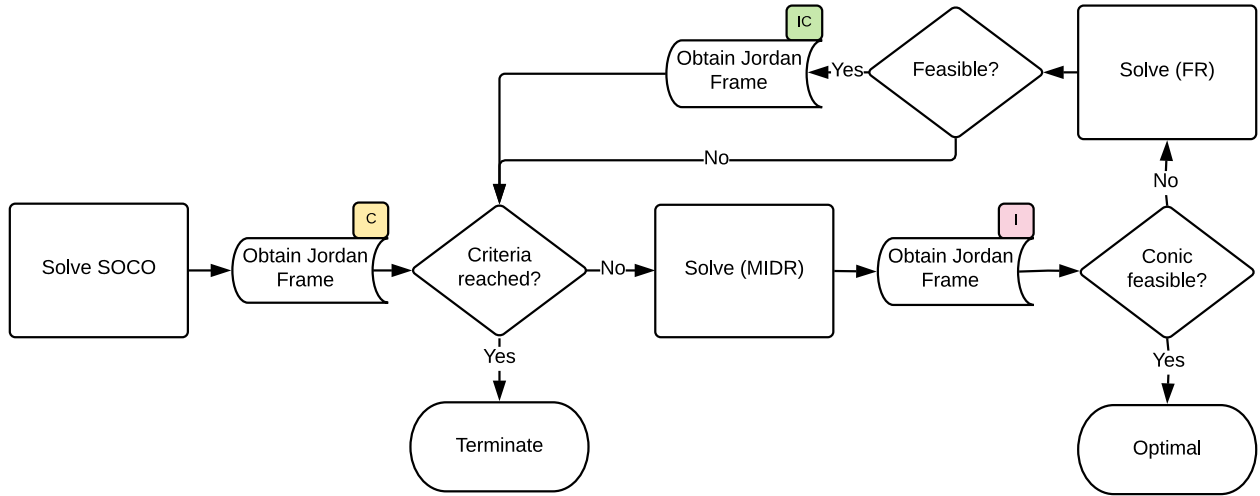 IC
Obtain Jordan
Frame
Yes
Feasible?
Solve (FR)
No
No
Solve SOCO
C
Obtain Jordan
Frame
Criteria
reached?
No
Solve (MIDR)
I
Obtain Jordan
Frame
Conic
feasible?
Yes
Yes
Terminate
Optimal